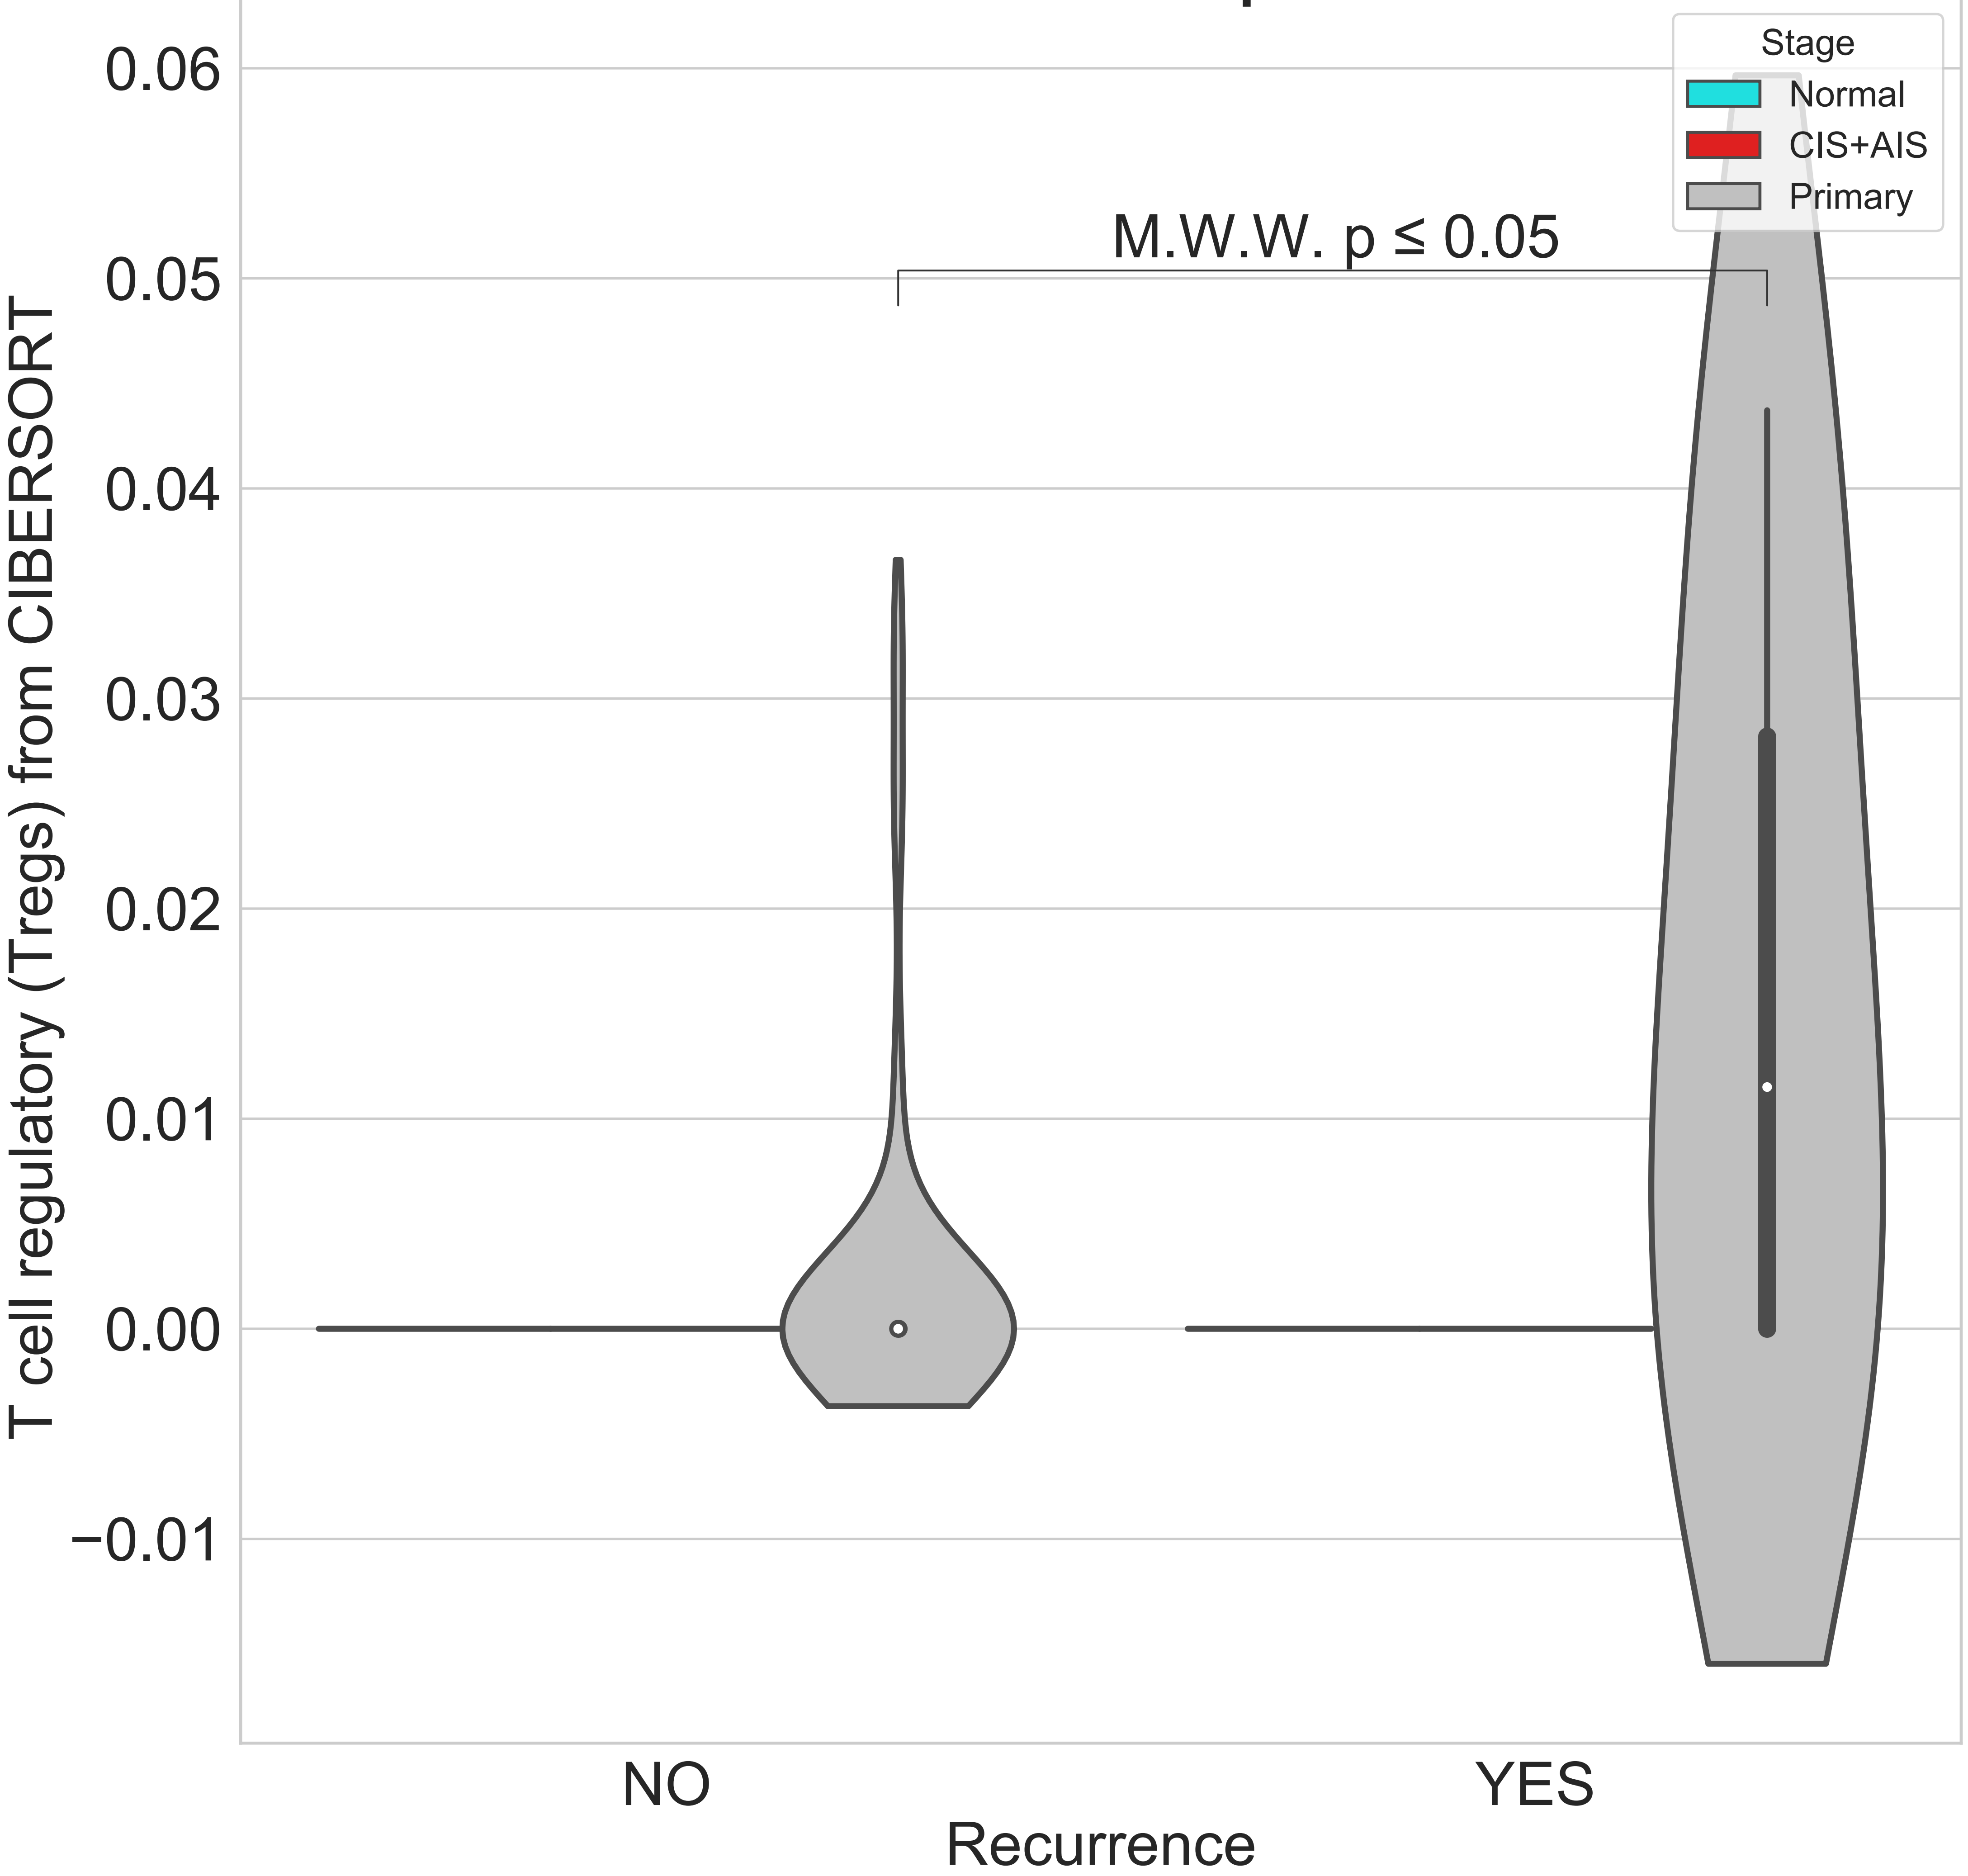 Stage
Normal
CIS+AIS
Primary
M.W.W. p ≤ 0.05
T cell regulatory (Tregs) from CIBERSORT
0.06
0.05
0.04
0.03
0.02
0.01
0.00
−0.01
NO
YES
Recurrence